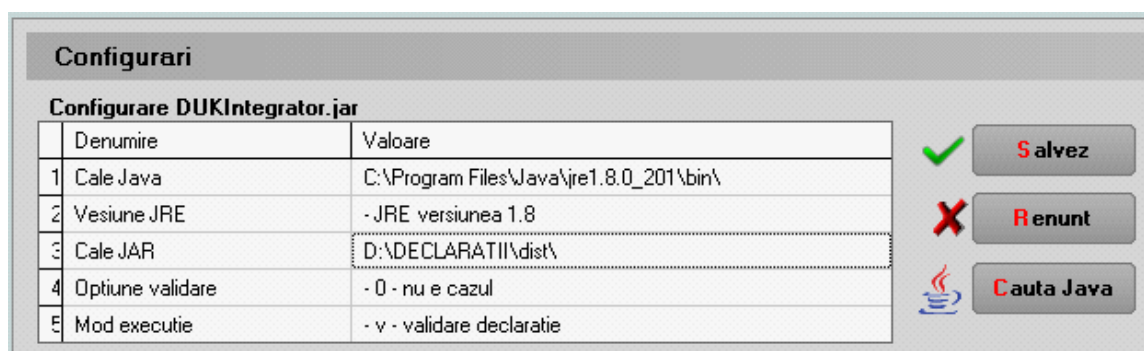 Configurari
Configurare DUKIntegrator.jar
Denumire Valoare
1 Cale Java C:\Program Files\Java\jre1.8.0_201\bin\
2 Vesiune JRE - JRE versiunea 1.8
3 Cale JAR D:\DECLARATII\dist\
4 Optiune validare - 0 - nu e cazul
5 Mod executie - v - validare declaratie
Salvez
Renunt
Cauta Java